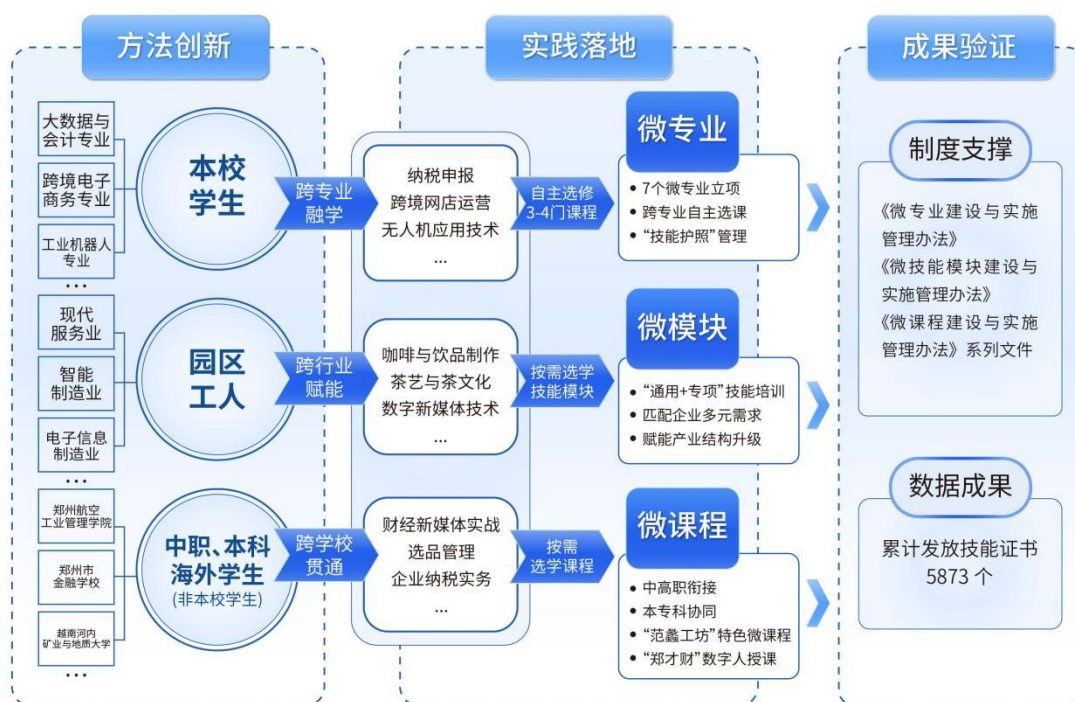 方法创新
实践落地
成果验证
大数据与
会计专业
跨境电子
商务专业
工业机器人
专业
...
本校
学生
跨专业
融学
纳税申报
跨境网店运营
无人机应用技术
...
自主选修
3-4门课程
微专业
• 7个微专业立项
• 跨专业自主选课
• “技能护照”管理
现代
服务业
智能
制造业
电子信息
制造业
...
园区
工人
跨行业
赋能
咖啡与饮品制作
茶艺与茶文化
数字新媒体技术
...
按需选学
技能模块
微模块
• “通用+专项”技能培训
• 匹配企业多元需求
• 赋能产业结构升级
郑州航空
工业管理学院
郑州市
金融学校
越南河内
矿业与地质大学
...
中职、本科
海外学生
(非本校学生)
跨学校
贯通
财经新媒体实战
选品管理
企业纳税实务
...
按需
选学课程
微课程
• 中高职衔接
• 本专科协同
• “范蠡工坊”特色微课程
• “郑才财”数字人授课
制度支撑
《微专业建设与实施
管理办法》
《微技能模块建设与
实施管理办法》
《微课程建设与实施
管理办法》系列文件
数据成果
累计发放技能证书
5873 个